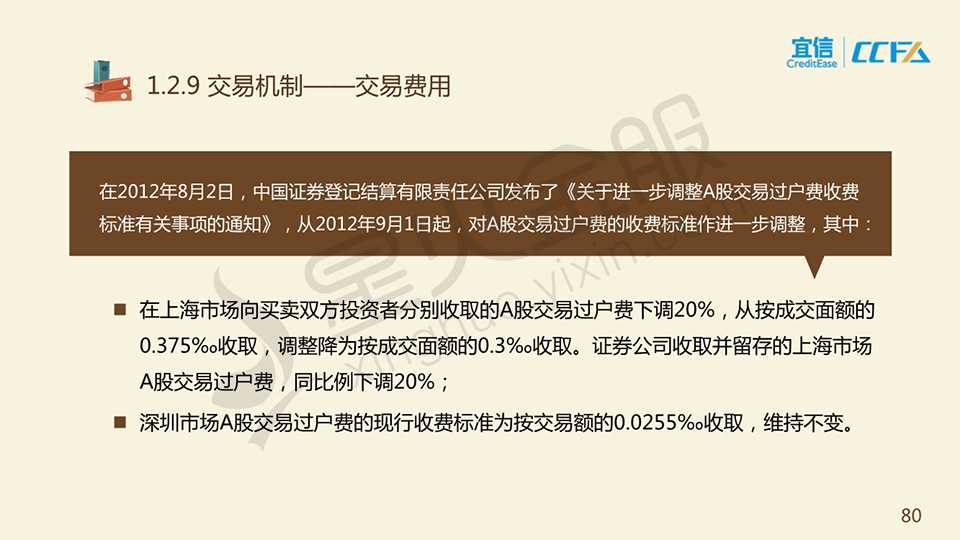 宜信
CreditEase
CCFA
1.2.9 交易机制——交易费用
在2012年8月2日，中国证券登记结算有限责任公司发布了《关于进一步调整A股交易过户费收费
标准有关事项的通知》，从2012年9月1日起，对A股交易过户费的收费标准作进一步调整，其中：
■ 在上海市场向买卖双方投资者分别收取的A股交易过户费下调20%，从按成交面额的
0.375‰收取，调整降为按成交面额的0.3‰收取。证券公司收取并留存的上海市场
A股交易过户费，同比例下调20%；
■ 深圳市场A股交易过户费的现行收费标准为按交易额的0.0255‰收取，维持不变。
星火金服
xinghuo.yixin.com
80